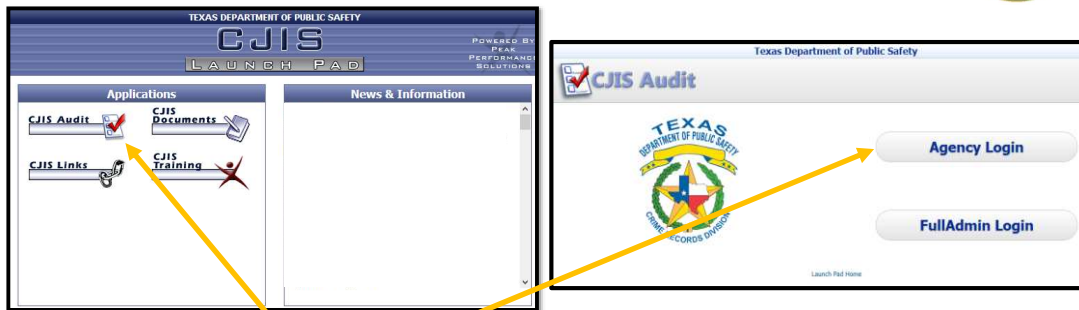 TEXAS DEPARTMENT OF PUBLIC SAFETY
CJIS
LAUNCH PAD
POWERED BY
PEAK
PERFORMANCE
SOLUTIONS
Applications
CJIS Audit
CJIS
Documents
CJIS Links
CJIS
Training
News & Information
Texas Department of Public Safety
CJIS Audit
TEXAS
DEPARTMENT OF PUBLIC SAFETY
CRIME RECORDS DIVISION
Agency Login
FullAdmin Login
Launch Pad Home